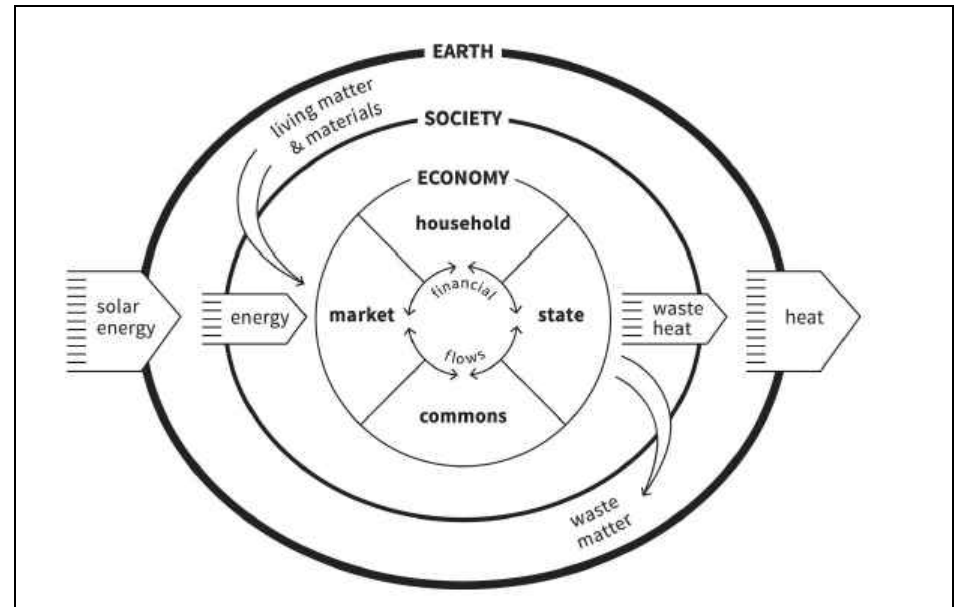 EARTH
living matter
& materials
SOCIETY
ECONOMY
household
financial
solar
energy
energy
market
state
waste
heat
heat
flows
commons
waste
matter